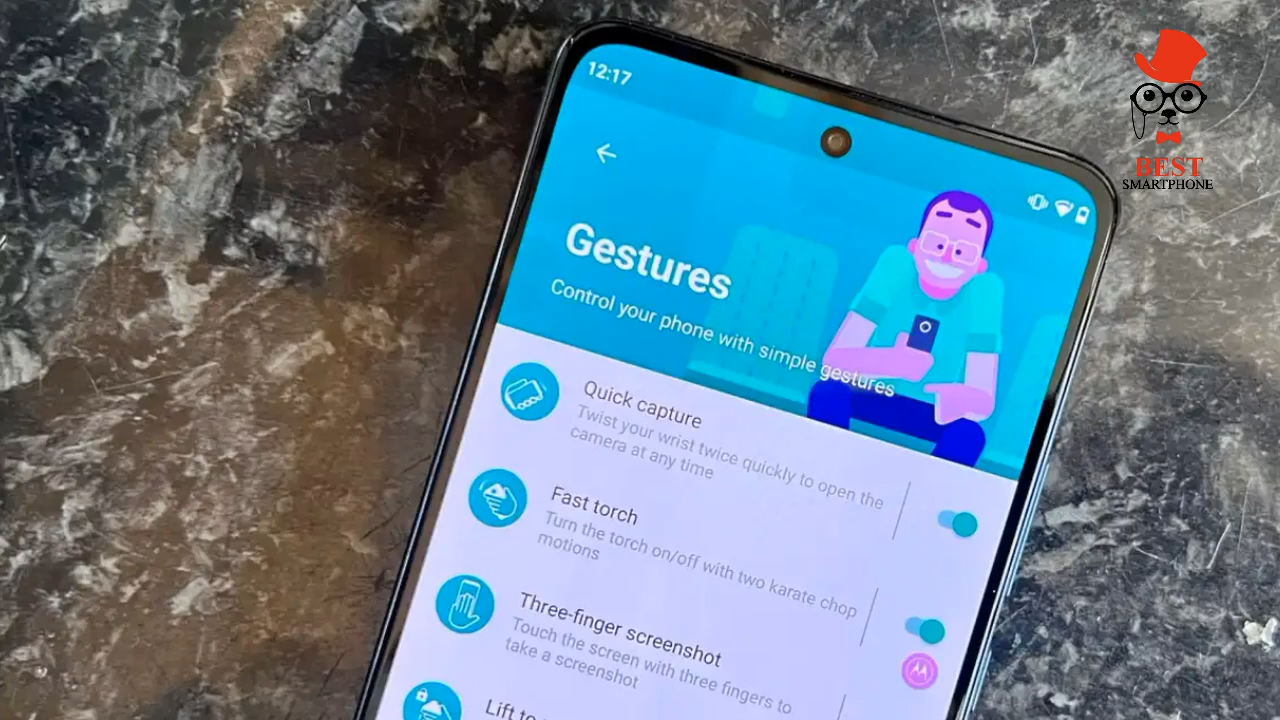 12:17
BEST
SMARTPHONE
Gestures
Control your phone with simple gestures
Quick capture
Twist your wrist twice quickly to open the
camera at any time
Fast torch
Turn the torch on/off with two karate chop
motions
Three-finger screenshot
Touch the screen with three fingers to
take a screenshot
Lift to